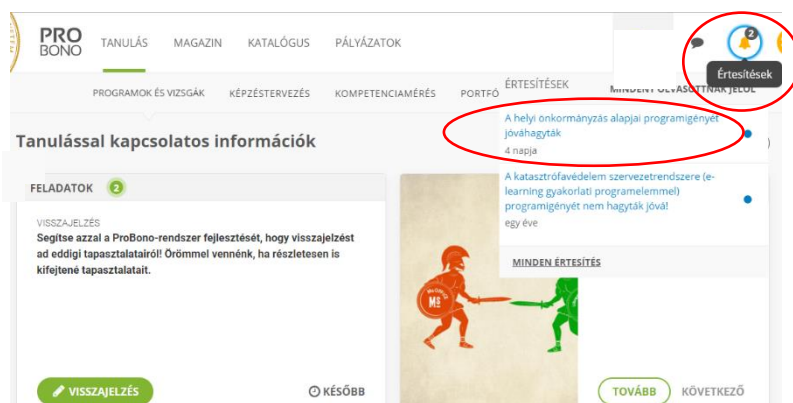 PRO
BONO
TANULÁS MAGAZIN KATALÓGUS PÁLYÁZATOK
2
Értesítések
PROGRAMOK ÉS VIZSGÁK KÉPZÉSTERVEZÉS KOMPETENCIAMÉRÉS PORTFÓ
ÉRTESÍTÉSEK MINDENT OLVASOTTNAK JELÖL
A helyi önkormányzás alapjai programigényét
jóváhagyták
4 napja
Tanulással kapcsolatos információk
A katasztrófavédelem szervezetrendszere (e-
learning gyakorlati programelemmel)
programigényét nem hagyták jóvá!
egy éve
MINDEN ÉRTESÍTÉS
FELADATOK 2
VISSZAJELZÉS
Segítse azzal a ProBono-rendszer fejlesztését, hogy visszajelzést
ad eddigi tapasztalatairól! Örömmel vennénk, ha részletesen is
kifejtené tapasztalatait.
VISSZAJELZÉS KÉSŐBB
TOVÁBB KÖVETKEZŐ